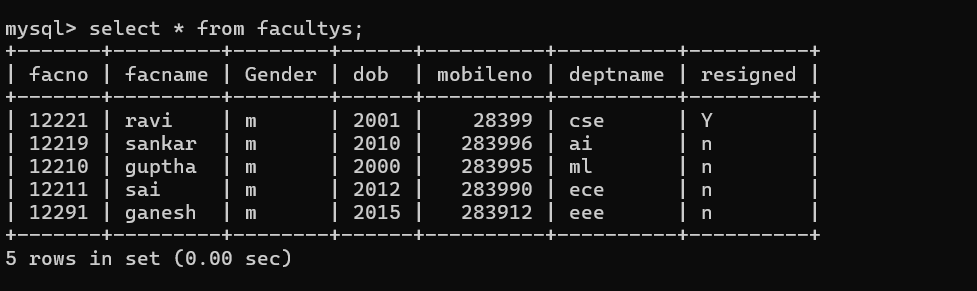 mysql> select * from facultys;
+-------+---------+--------+------+----------+----------+----------+
| facno | facname | Gender | dob  | mobileno | deptname | resigned |
+-------+---------+--------+------+----------+----------+----------+
| 12221 | ravi    | m      | 2001 |    28399 | cse      | Y        |
| 12219 | sankar  | m      | 2010 |   283996 | ai       | n        |
| 12210 | guptha  | m      | 2000 |   283995 | ml       | n        |
| 12211 | sai     | m      | 2012 |   283990 | ece      | n        |
| 12291 | ganesh  | m      | 2015 |   283912 | eee      | n        |
+-------+---------+--------+------+----------+----------+----------+
5 rows in set (0.00 sec)